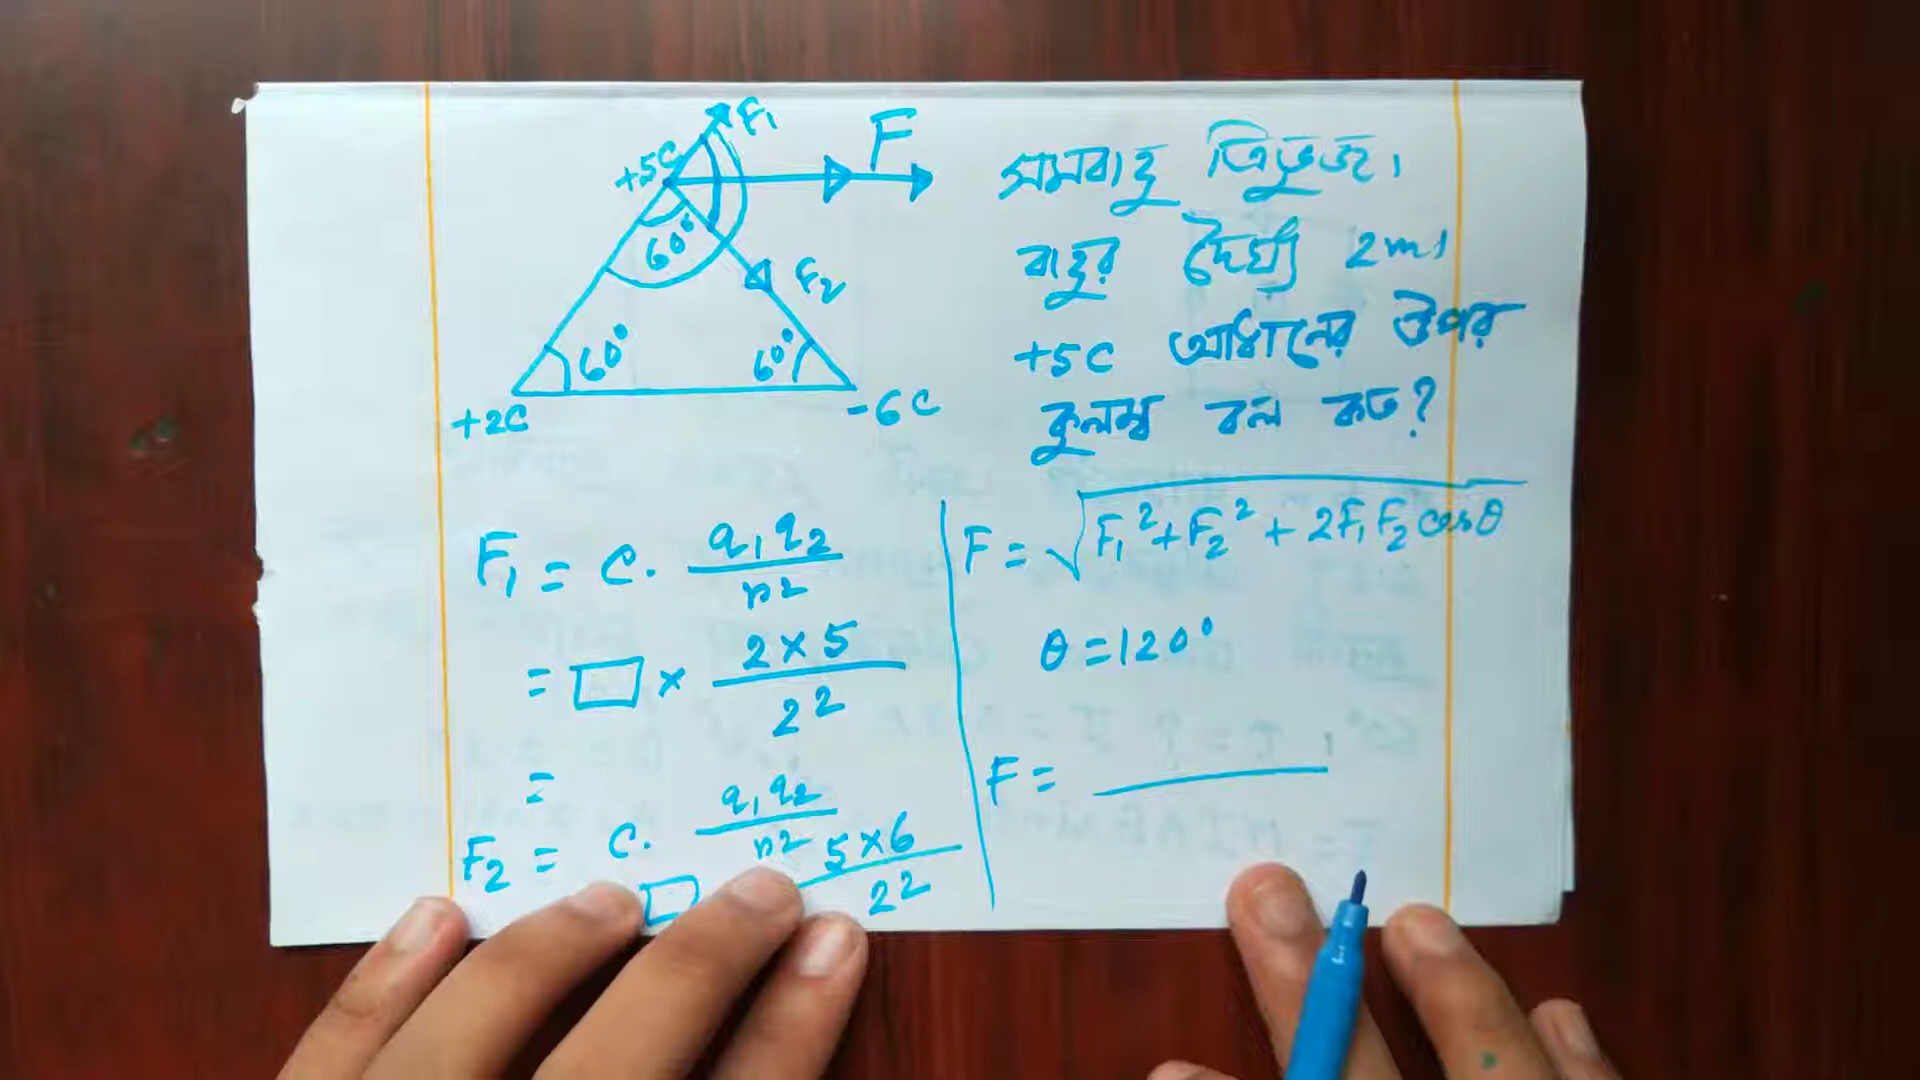 F₁
+5C
F
60°
F₂
60°
60°
+2C
-6C
সমবাহু ত্রিভুজ।
বাহুর দৈর্ঘ্য 2m।
+5C আধানের উপর
কুলম্ব বল কত?
F₁ = C. q₁q₂/r²
= □ × 2×5/2²
=
F₂ = C. q₁q₂/r²
□ 5×6/2²
F = √F₁²+F₂²+2F₁F₂cosθ
θ=120°
F =